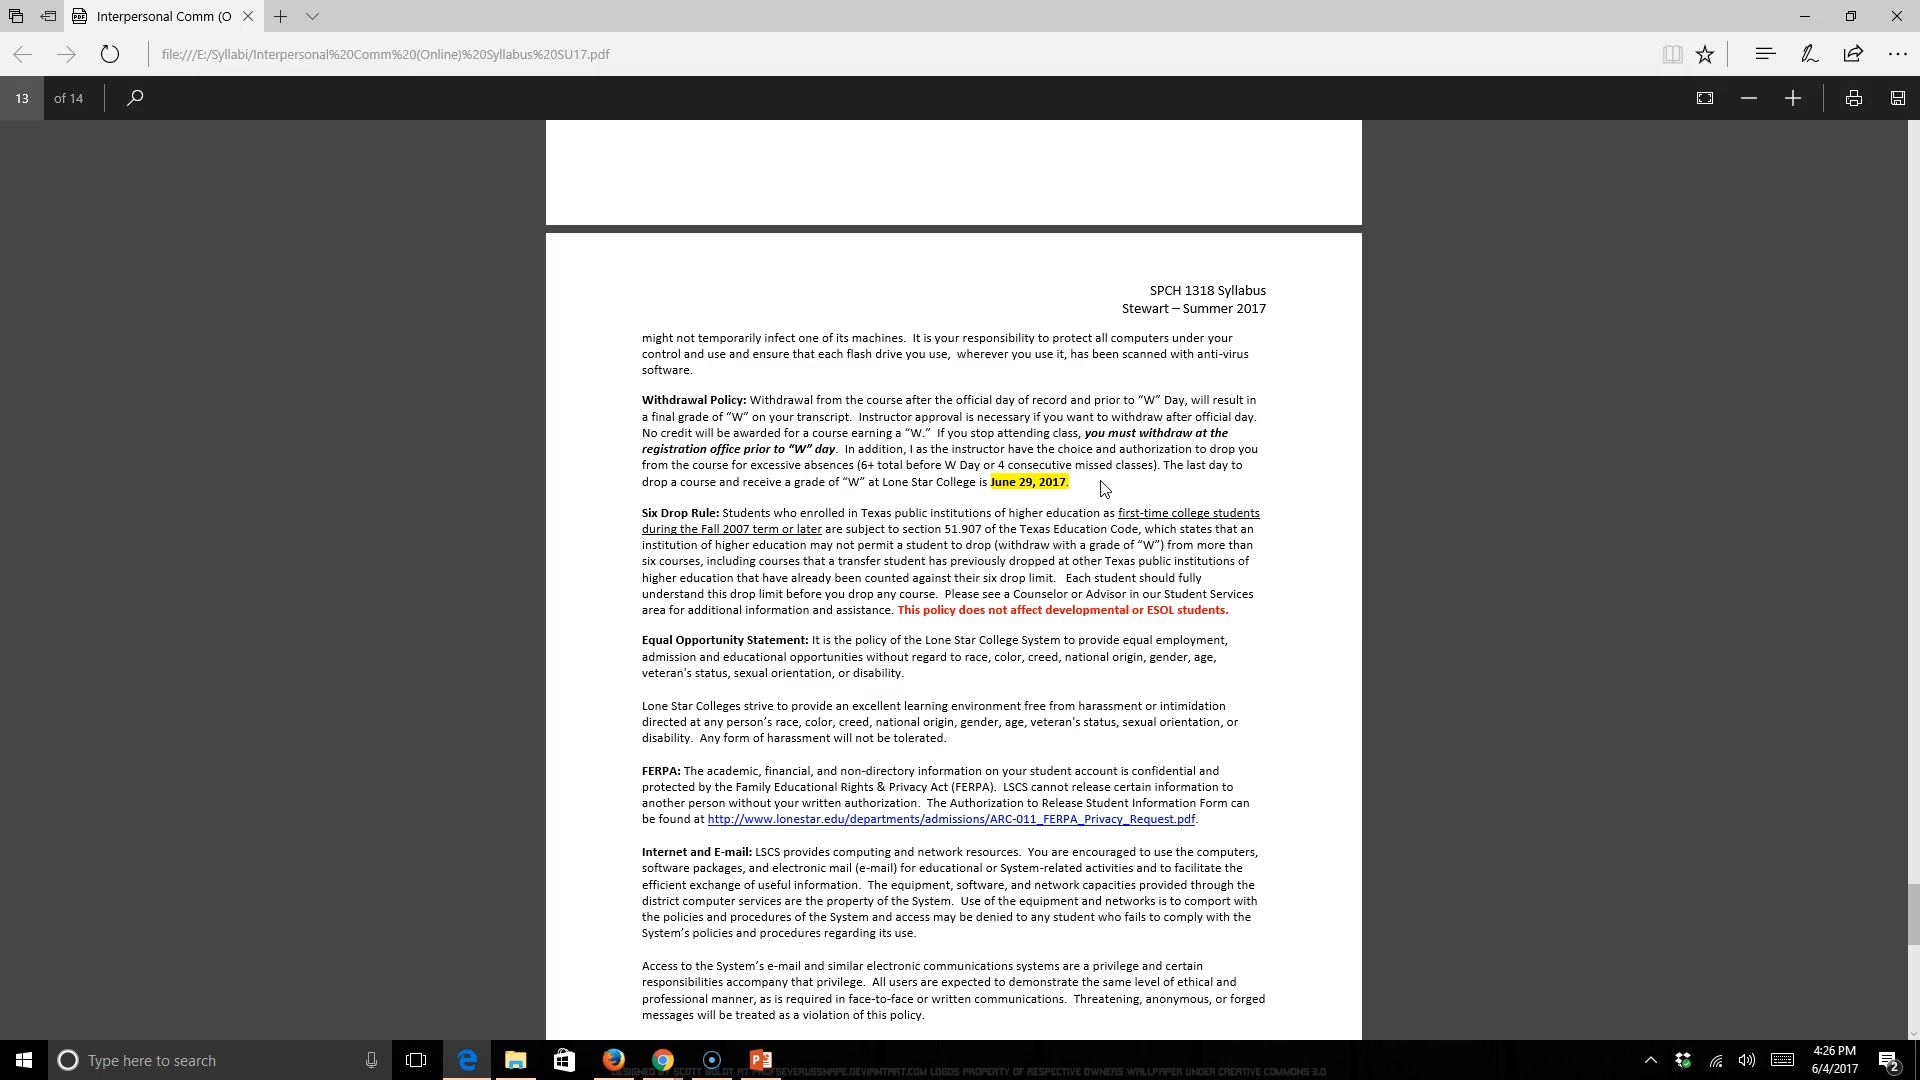 Interpersonal Comm (O
file:///E:/Syllabi/Interpersonal%20Comm%20(Online)%20Syllabus%20SU17.pdf
13 of 14
SPCH 1318 Syllabus
Stewart – Summer 2017
might not temporarily infect one of its machines.  It is your responsibility to protect all computers under your
control and use and ensure that each flash drive you use,  wherever you use it, has been scanned with anti-virus
software.
Withdrawal Policy: Withdrawal from the course after the official day of record and prior to “W” Day, will result in
a final grade of “W” on your transcript.  Instructor approval is necessary if you want to withdraw after official day.
No credit will be awarded for a course earning a “W.”  If you stop attending class, you must withdraw at the
registration office prior to “W” day.  In addition, I as the instructor have the choice and authorization to drop you
from the course for excessive absences (6+ total before W Day or 4 consecutive missed classes). The last day to
drop a course and receive a grade of “W” at Lone Star College is June 29, 2017.
Six Drop Rule: Students who enrolled in Texas public institutions of higher education as first-time college students
during the Fall 2007 term or later are subject to section 51.907 of the Texas Education Code, which states that an
institution of higher education may not permit a student to drop (withdraw with a grade of “W”) from more than
six courses, including courses that a transfer student has previously dropped at other Texas public institutions of
higher education that have already been counted against their six drop limit.   Each student should fully
understand this drop limit before you drop any course.  Please see a Counselor or Advisor in our Student Services
area for additional information and assistance. This policy does not affect developmental or ESOL students.
Equal Opportunity Statement: It is the policy of the Lone Star College System to provide equal employment,
admission and educational opportunities without regard to race, color, creed, national origin, gender, age,
veteran's status, sexual orientation, or disability.
Lone Star Colleges strive to provide an excellent learning environment free from harassment or intimidation
directed at any person’s race, color, creed, national origin, gender, age, veteran's status, sexual orientation, or
disability.  Any form of harassment will not be tolerated.
FERPA: The academic, financial, and non-directory information on your student account is confidential and
protected by the Family Educational Rights & Privacy Act (FERPA).  LSCS cannot release certain information to
another person without your written authorization.  The Authorization to Release Student Information Form can
be found at http://www.lonestar.edu/departments/admissions/ARC-011_FERPA_Privacy_Request.pdf.
Internet and E-mail: LSCS provides computing and network resources.  You are encouraged to use the computers,
software packages, and electronic mail (e-mail) for educational or System-related activities and to facilitate the
efficient exchange of useful information.  The equipment, software, and network capacities provided through the
district computer services are the property of the System.  Use of the equipment and networks is to comport with
the policies and procedures of the System and access may be denied to any student who fails to comply with the
System’s policies and procedures regarding its use.
Access to the System’s e-mail and similar electronic communications systems are a privilege and certain
responsibilities accompany that privilege.  All users are expected to demonstrate the same level of ethical and
professional manner, as is required in face-to-face or written communications.  Threatening, anonymous, or forged
messages will be treated as a violation of this policy.
Type here to search
4:26 PM
6/4/2017
2
DESIGNED BY SCOTT                AT PROFSEVERUSSNAPE.DEVIANTART.COM LOGOS PROPERTY OF RESPECTIVE OWNERS WALLPAPER UNDER CREATIVE COMMONS 3.0